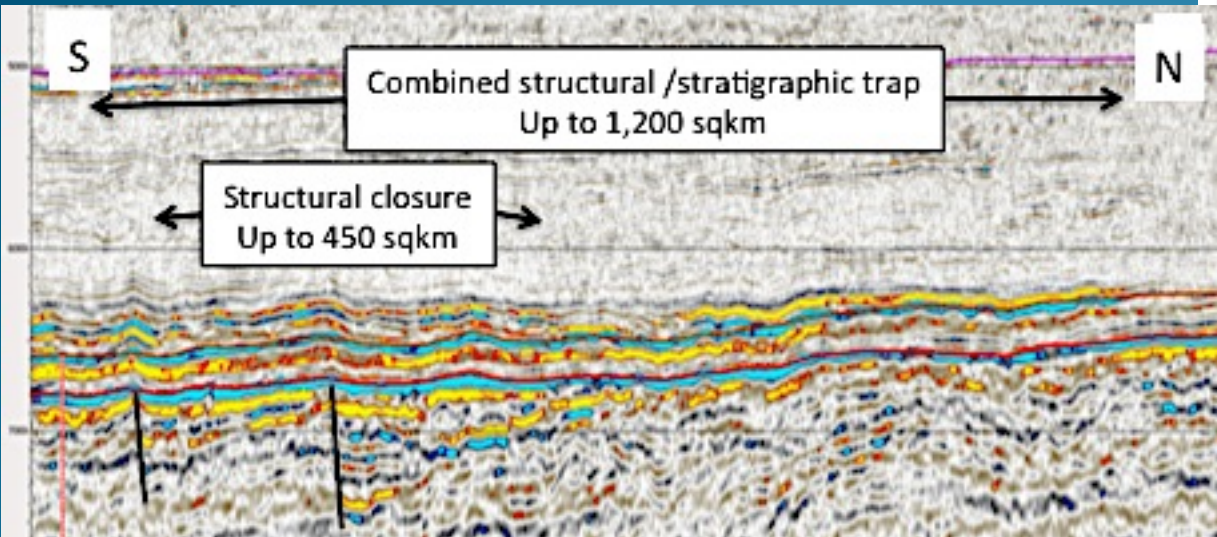 S
N
Combined structural /stratigraphic trap
Up to 1,200 sqkm
Structural closure
Up to 450 sqkm